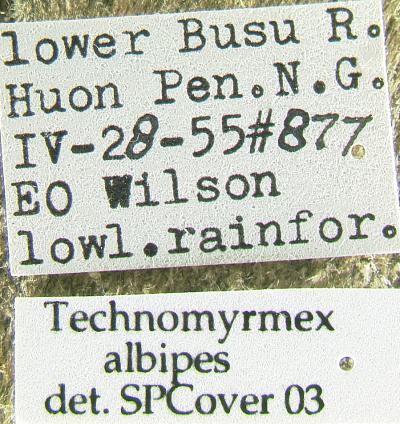 lower Busu R.
Huon Pen.N.G.
IV-28-55#877
EO Wilson
lowl.rainfor.
Technomyrmex
albipes
det. SPCover 03